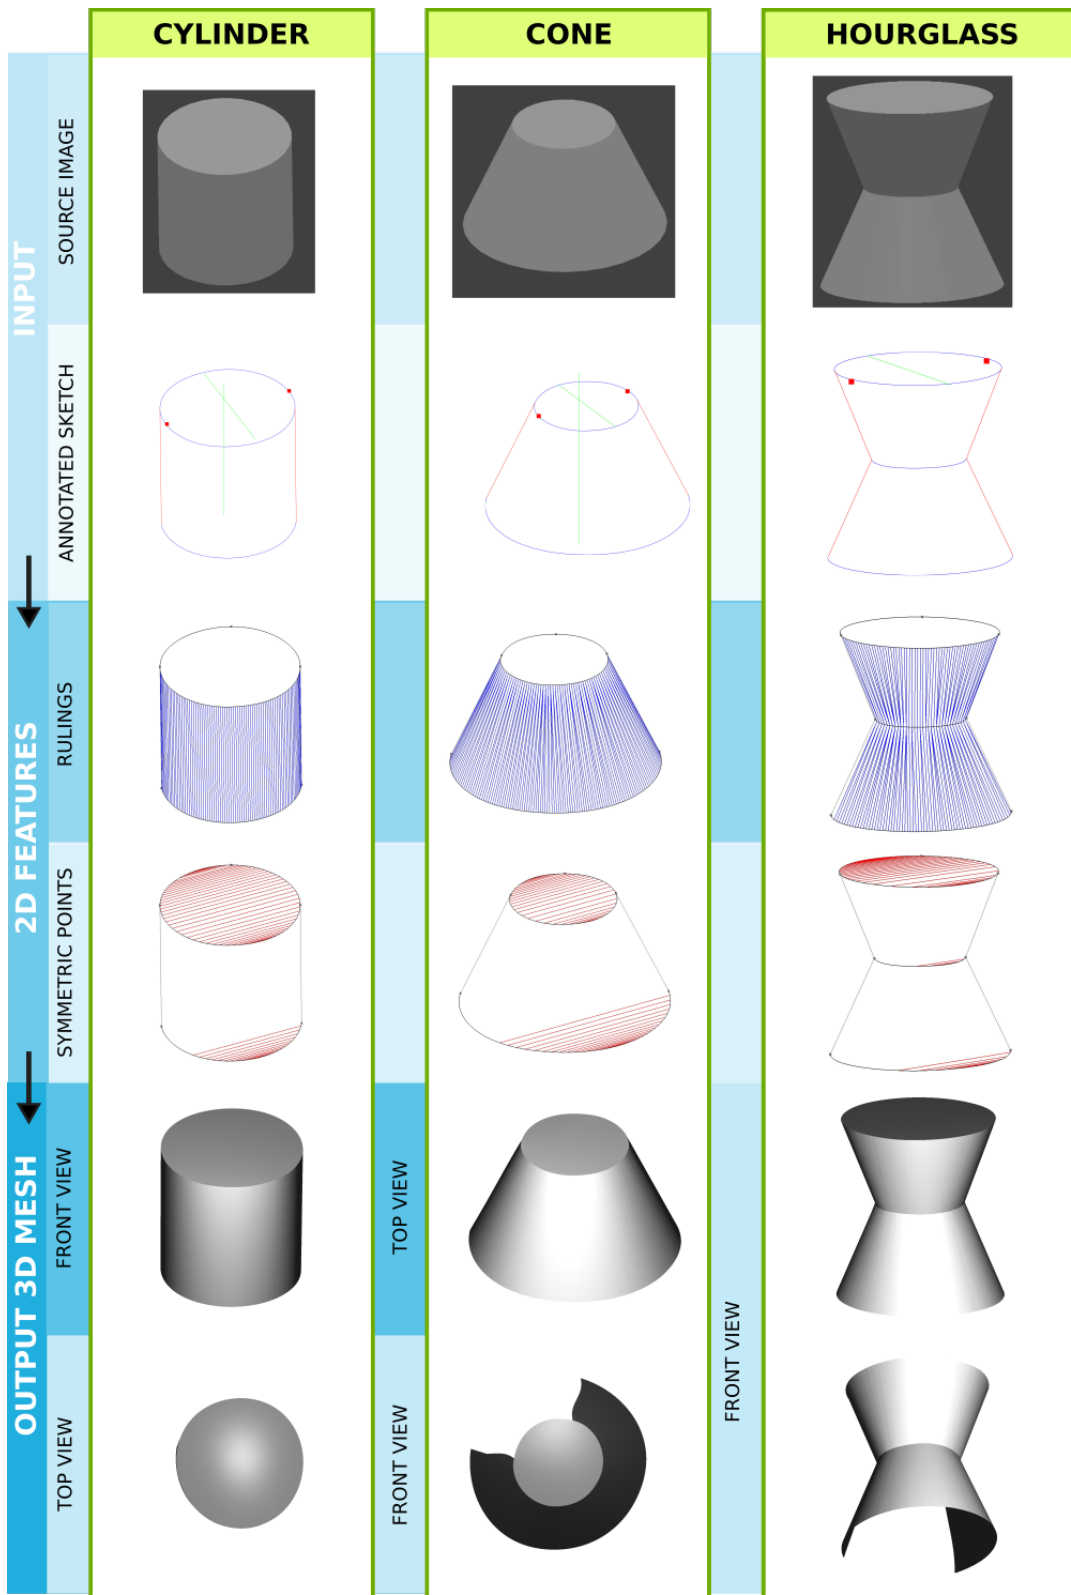 CYLINDER
CONE
HOURGLASS
INPUT
SOURCE IMAGE
ANNOTATED SKETCH
2D FEATURES
RULINGS
SYMMETRIC POINTS
OUTPUT 3D MESH
FRONT VIEW
TOP VIEW
TOP VIEW
FRONT VIEW
FRONT VIEW